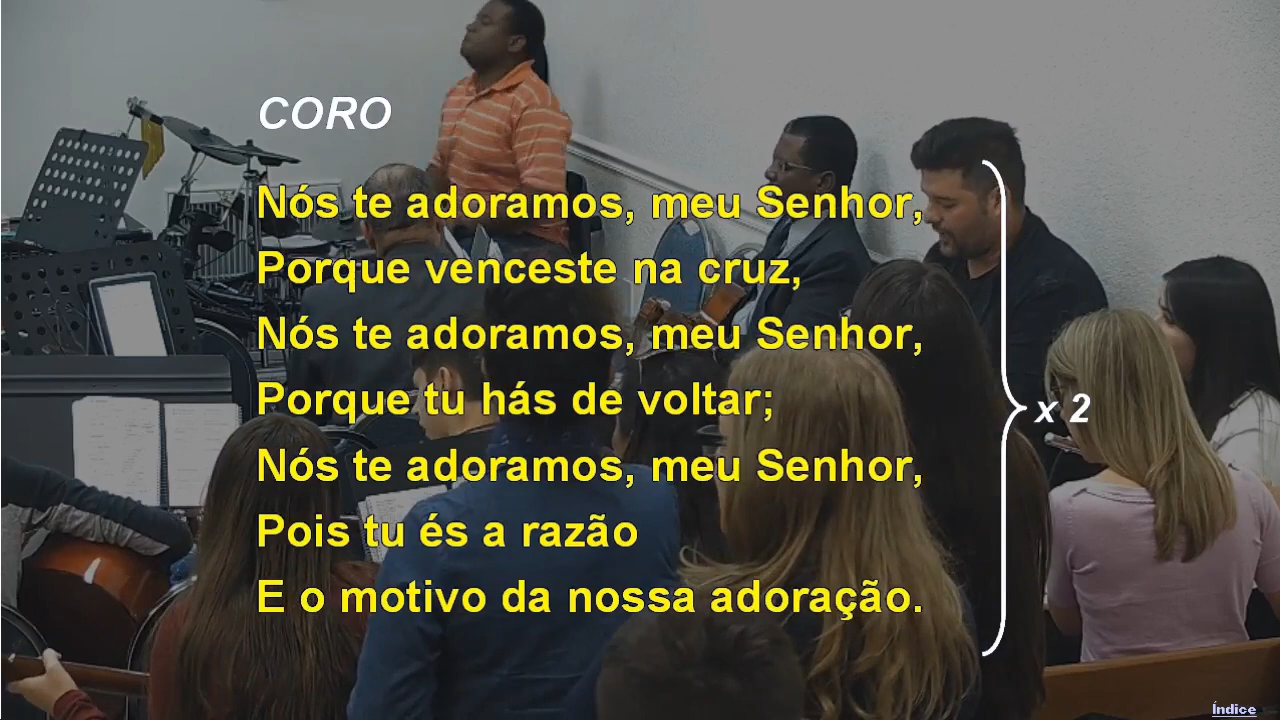 CORO
Nós te adoramos, meu Senhor,
Porque venceste na cruz,
Nós te adoramos, meu Senhor,
Porque tu hás de voltar;
x 2
Nós te adoramos, meu Senhor,
Pois tu és a razão
E o motivo da nossa adoração.
Índice